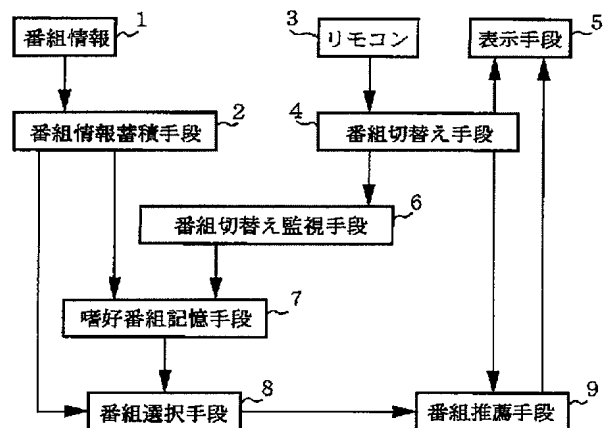 番組情報
1
3
リモコン
表示手段
5
番組情報蓄積手段
2
4
番組切替え手段
番組切替え監視手段
6
嗜好番組記憶手段
7
番組選択手段
8
番組推薦手段
9